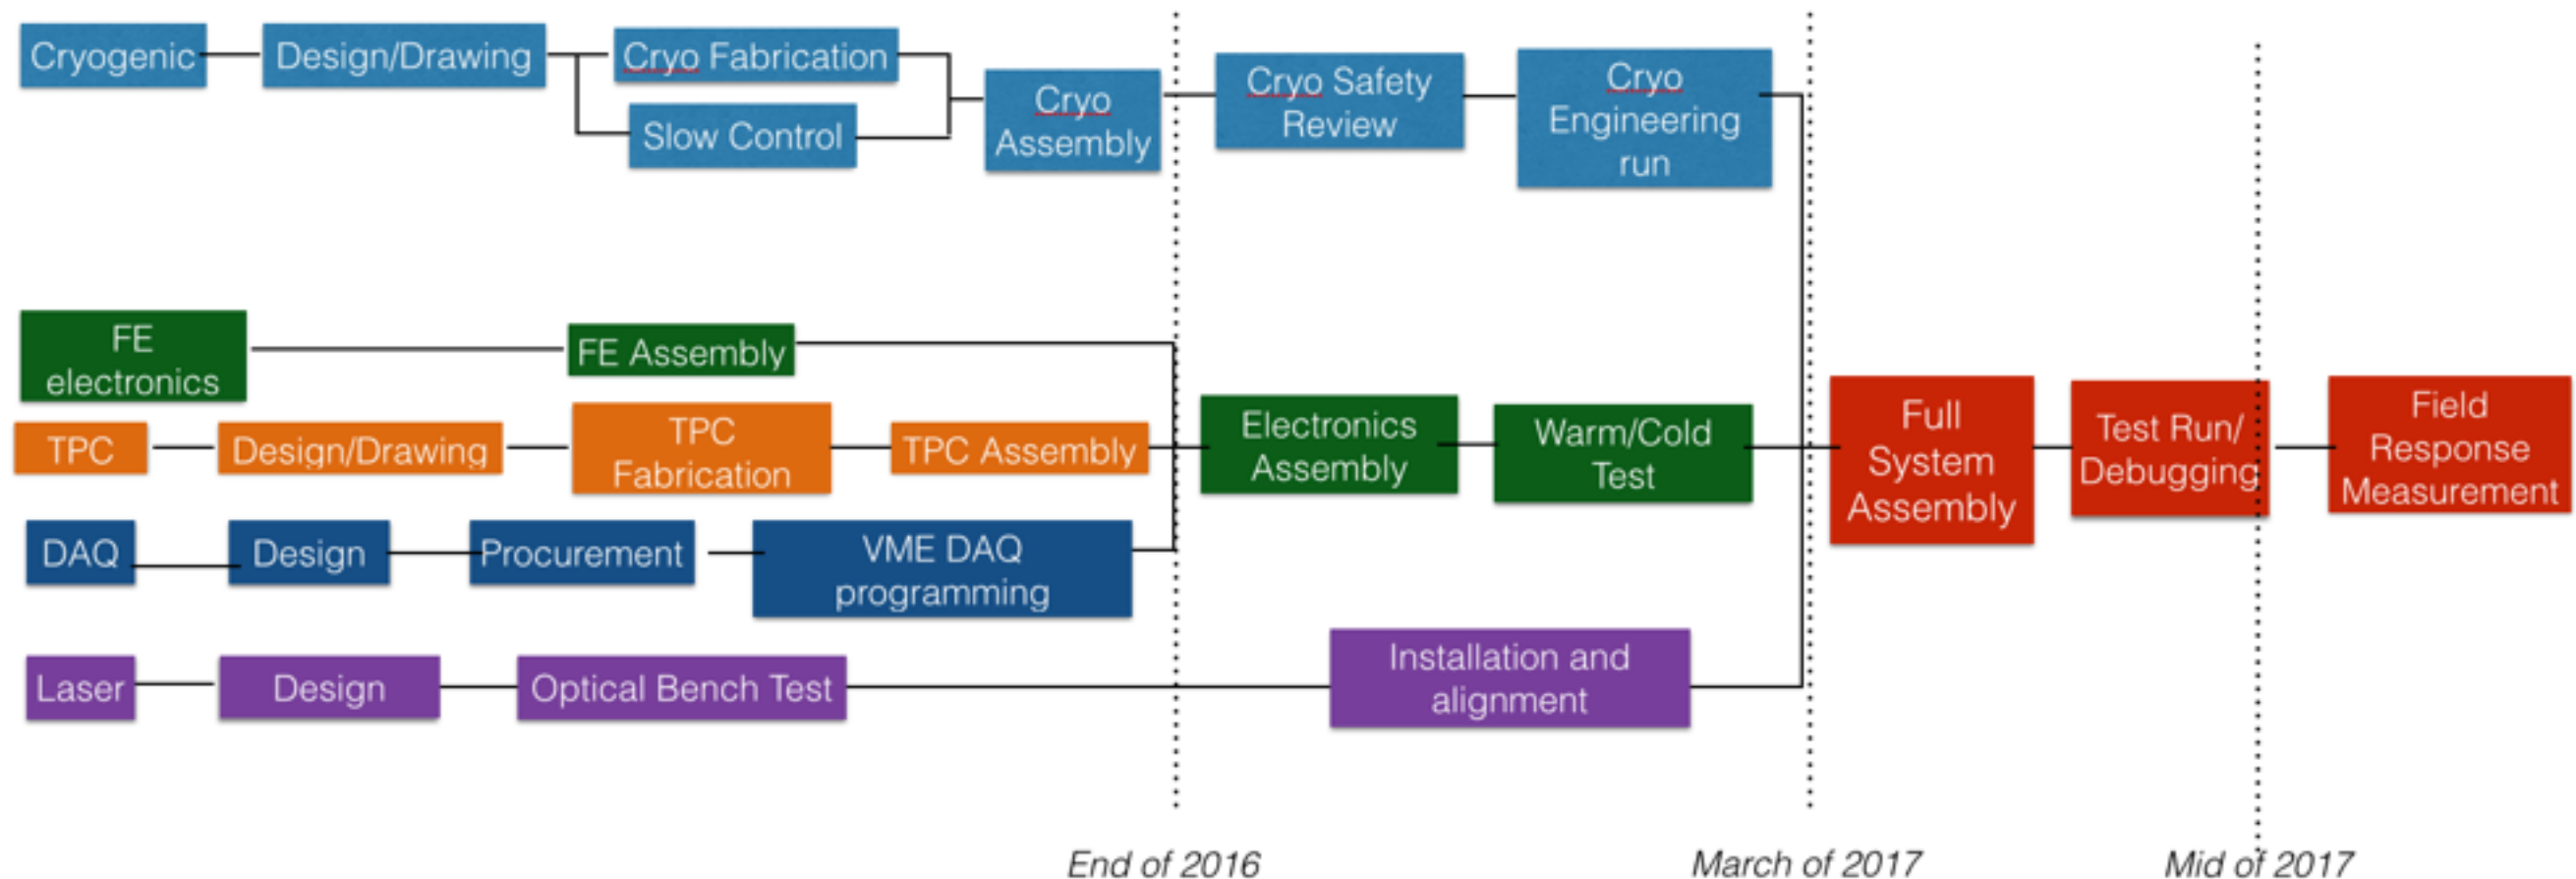 Cryogenic
Design/Drawing
Cryo Fabrication
Slow Control
Cryo
Assembly
Cryo Safety
Review
Cryo
Engineering
run
FE
electronics
FE Assembly
TPC
Design/Drawing
TPC
Fabrication
TPC Assembly
DAQ
Design
Procurement
VME DAQ
programming
Electronics
Assembly
Warm/Cold
Test
Full
System
Assembly
Test Run/
Debugging
Field
Response
Measurement
Laser
Design
Optical Bench Test
Installation and
alignment
End of 2016
March of 2017
Mid of 2017